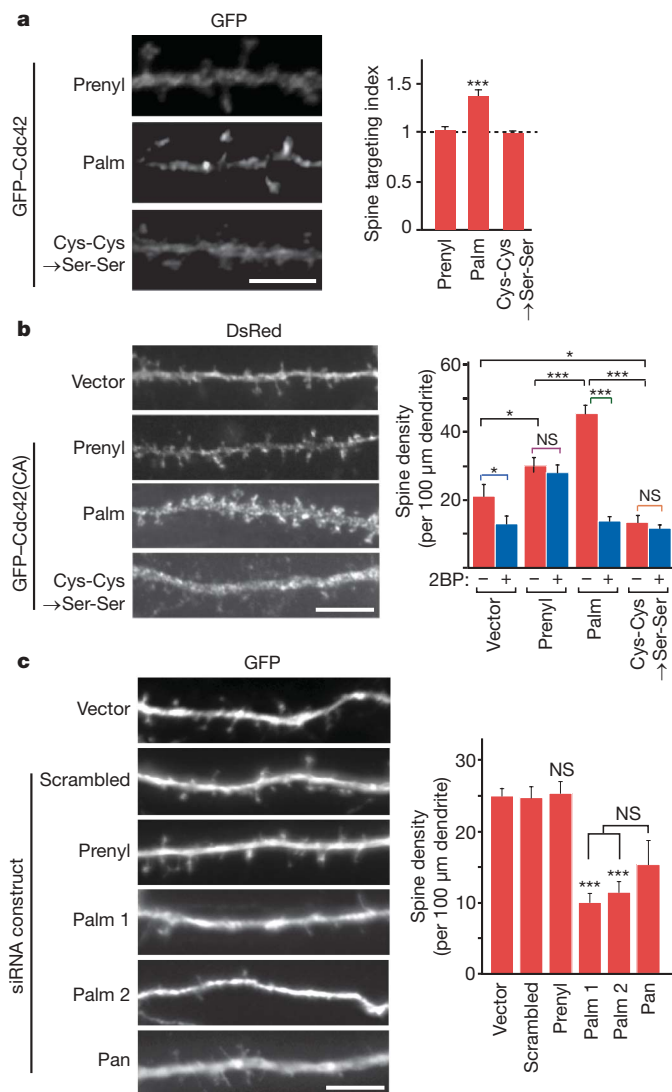 a
GFP
GFP–Cdc42
Prenyl
Palm
Cys-Cys
→Ser-Ser
Spine targeting index
1.5
1
0.5
0
***
Prenyl
Palm
Cys-Cys
→Ser-Ser
b
DsRed
Vector
GFP–Cdc42(CA)
Prenyl
Palm
Cys-Cys
→Ser-Ser
Spine density
(per 100 µm dendrite)
60
40
20
0
*
*** ***
* NS ***
* NS
2BP: – + – + – + – +
Vector
Prenyl
Palm
Cys-Cys
→Ser-Ser
c
GFP
Vector
siRNA construct
Scrambled
Prenyl
Palm 1
Palm 2
Pan
Spine density
(per 100 µm dendrite)
30
20
10
0
NS
NS
*** ***
Vector
Scrambled
Prenyl
Palm 1
Palm 2
Pan